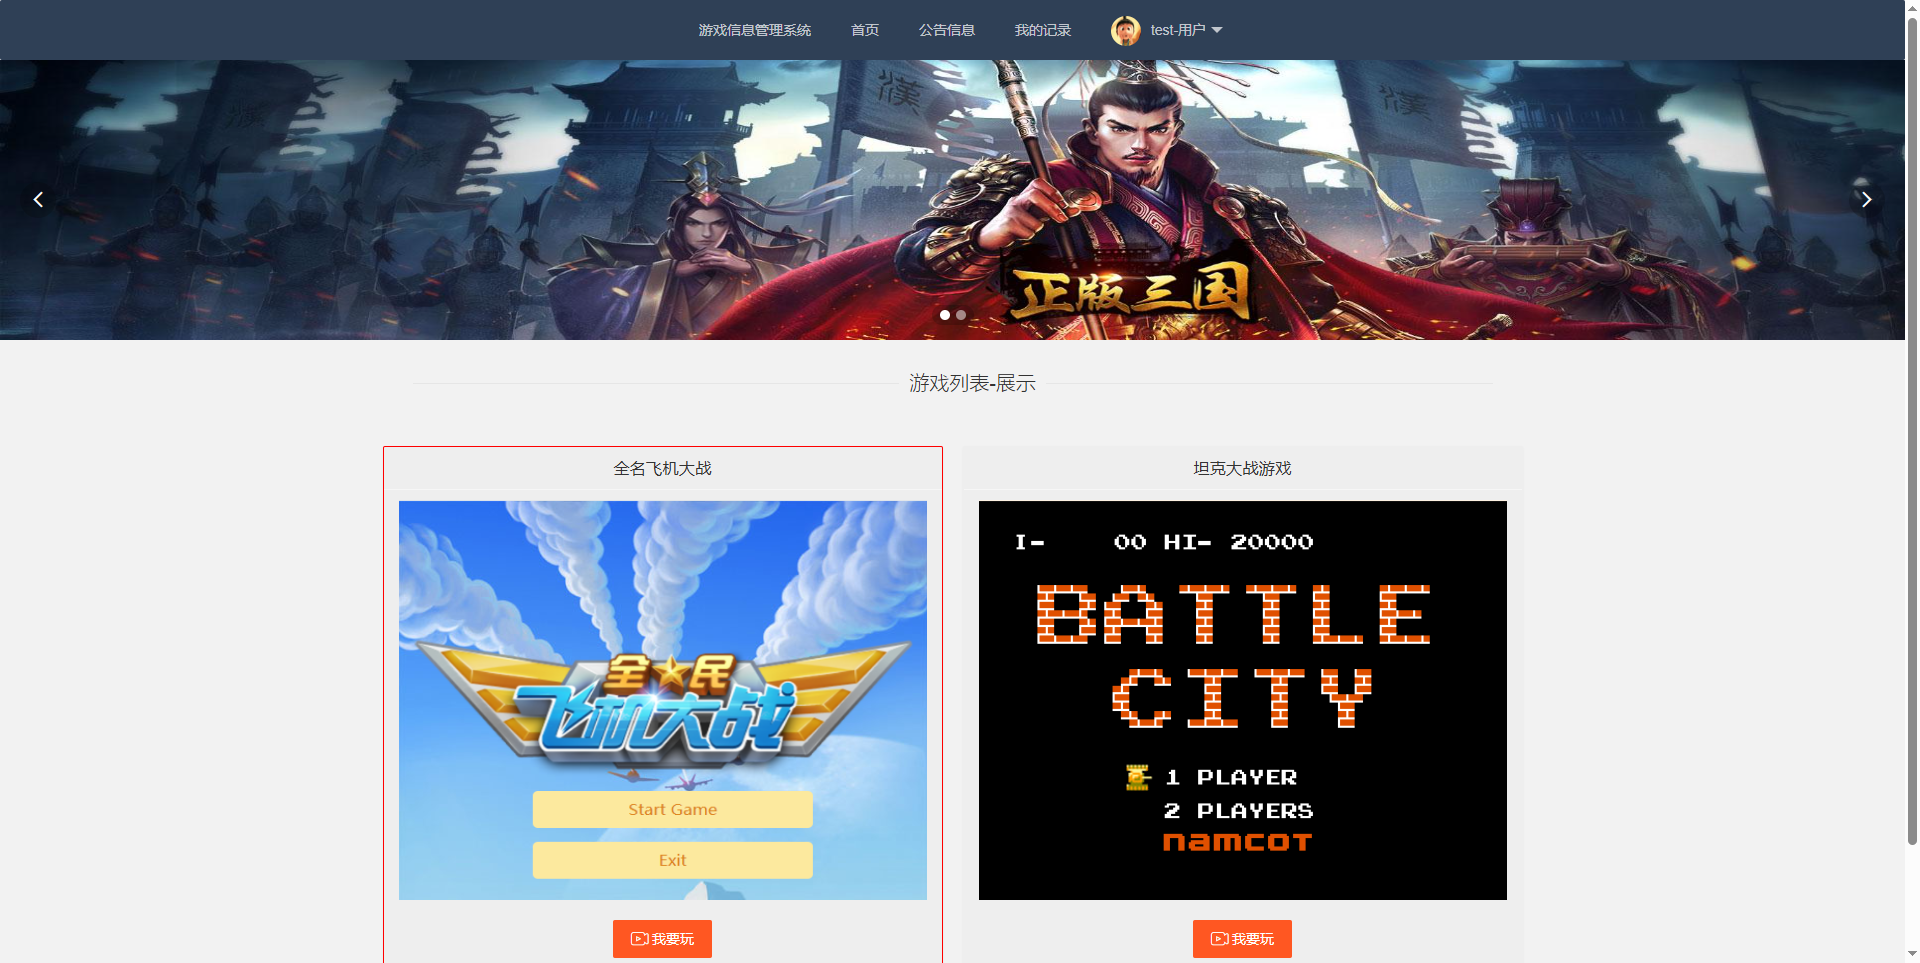 游戏信息管理系统 首页 公告信息 我的记录 test-用户
漢 漢 漢
正版三国
游戏列表-展示
全名飞机大战
全民
飞机大战
Start Game
Exit
我要玩
坦克大战游戏
I- 00 HI- 20000
BATTLE
CITY
1 PLAYER
2 PLAYERS
namcot
我要玩